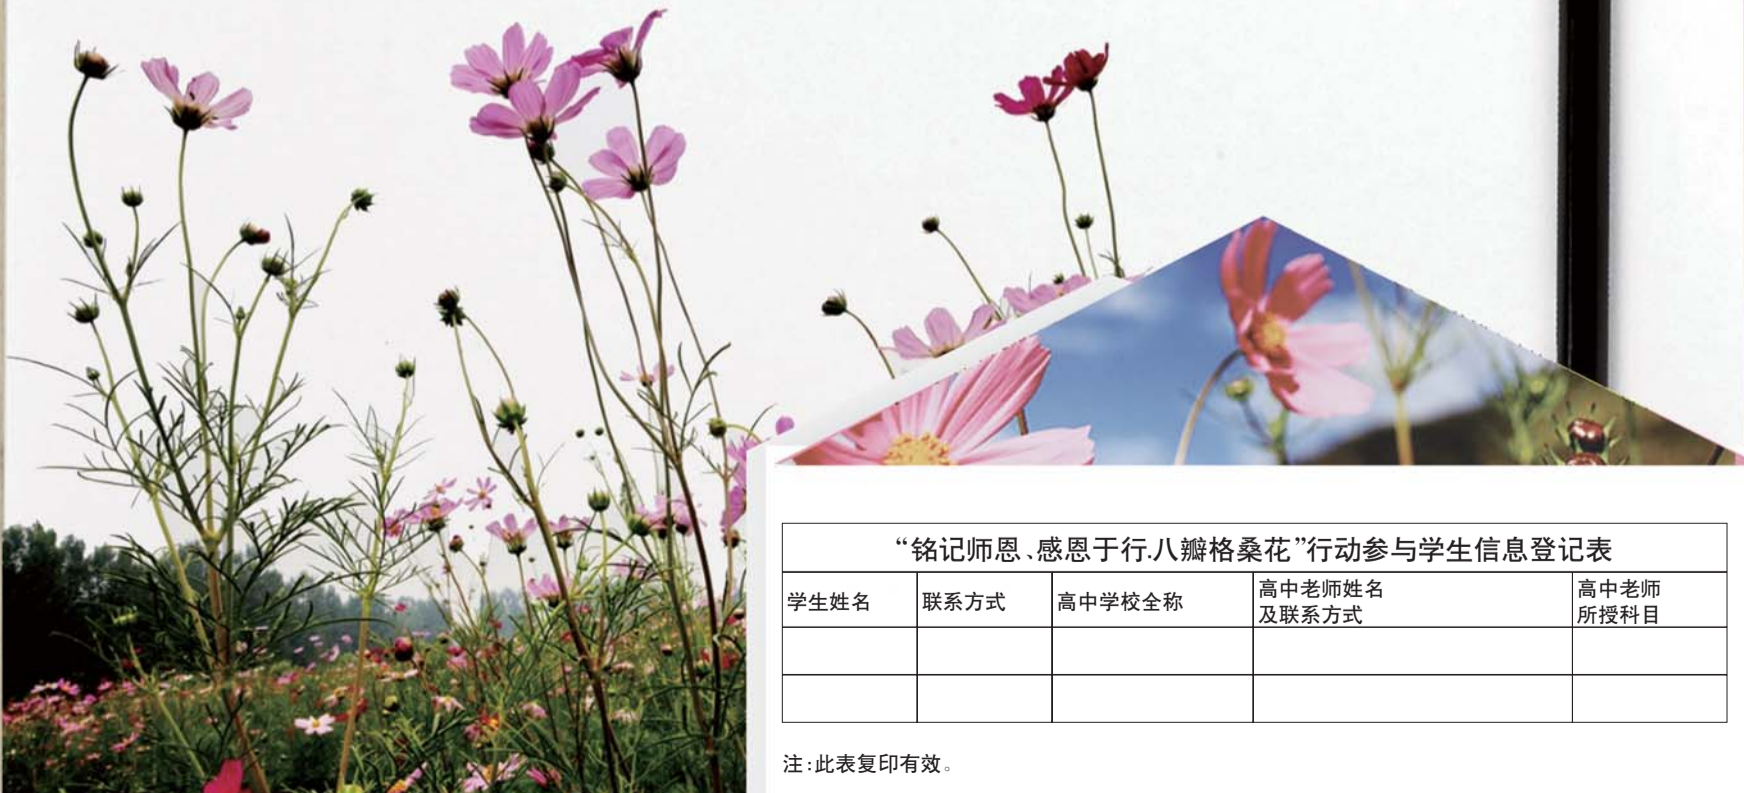 “铭记师恩、感恩于行.八瓣格桑花”行动参与学生信息登记表
学生姓名
联系方式
高中学校全称
高中老师姓名
及联系方式
高中老师
所授科目
注:此表复印有效。